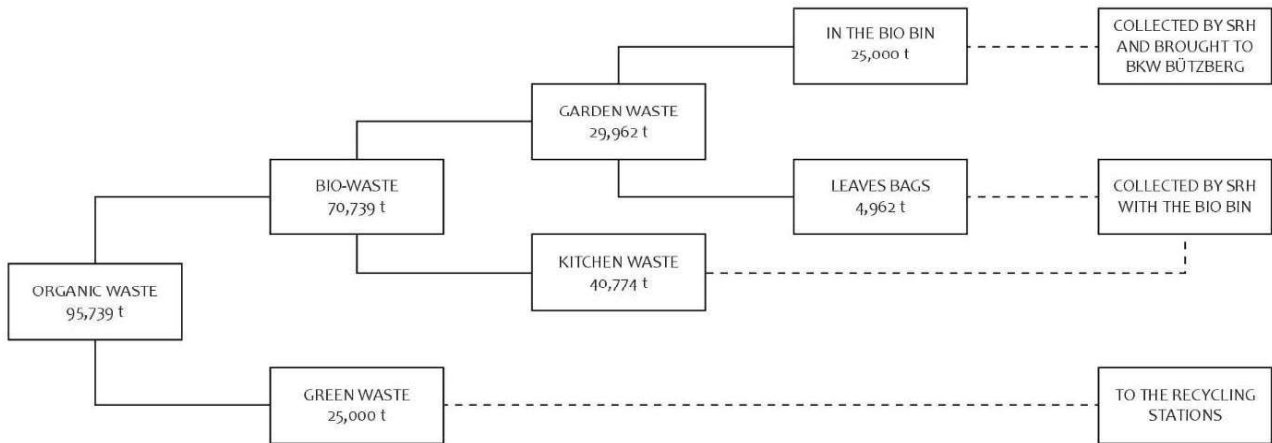 IN THE BIO BIN
25,000 t
COLLECTED BY SRH
AND BROUGHT TO
BKW BÜTZBERG
GARDEN WASTE
29,962 t
BIO-WASTE
70,739 t
LEAVES BAGS
4,962 t
COLLECTED BY SRH
WITH THE BIO BIN
KITCHEN WASTE
40,774 t
ORGANIC WASTE
95,739 t
GREEN WASTE
25,000 t
TO THE RECYCLING
STATIONS